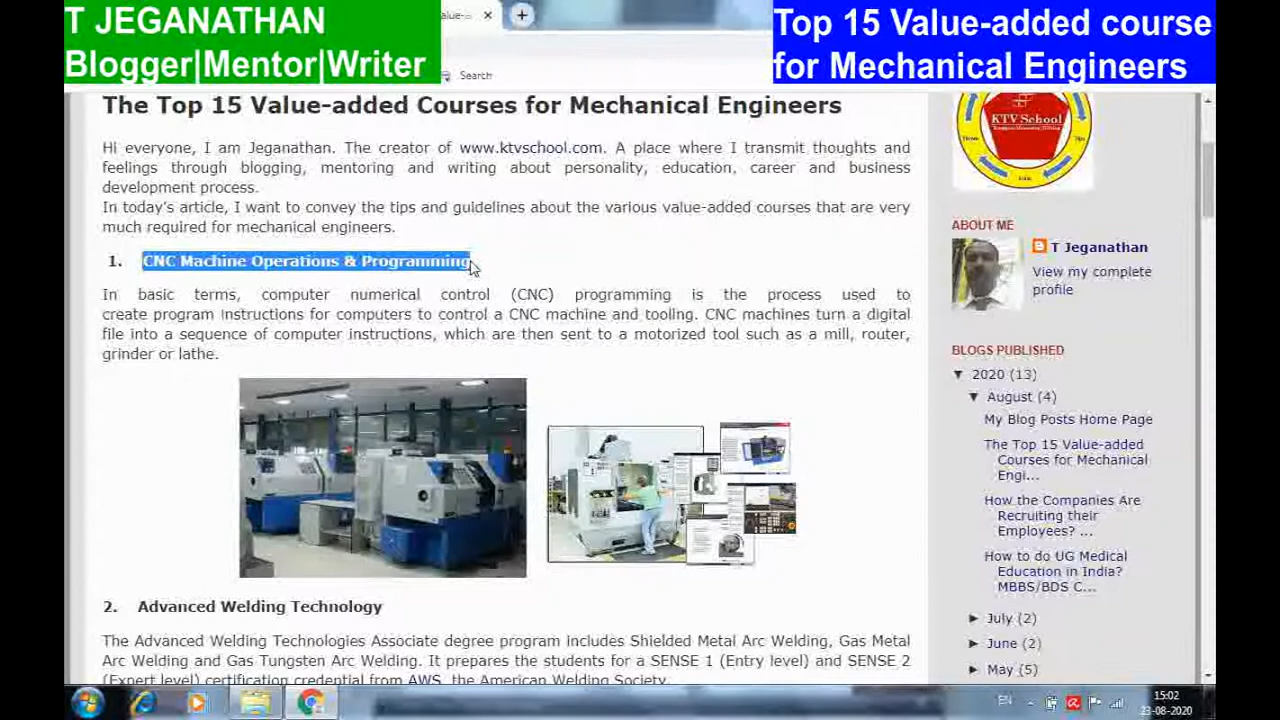 T JEGANATHAN
Blogger|Mentor|Writer
Top 15 Value-added course
for Mechanical Engineers
Search
The Top 15 Value-added Courses for Mechanical Engineers
Hi everyone, I am Jeganathan. The creator of www.ktvschool.com. A place where I transmit thoughts and
feelings through blogging, mentoring and writing about personality, education, career and business
development process.
In today's article, I want to convey the tips and guidelines about the various value-added courses that are very
much required for mechanical engineers.
1. CNC Machine Operations & Programming
In basic terms, computer numerical control (CNC) programming is the process used to
create program instructions for computers to control a CNC machine and tooling. CNC machines turn a digital
file into a sequence of computer instructions, which are then sent to a motorized tool such as a mill, router,
grinder or lathe.
2. Advanced Welding Technology
The Advanced Welding Technologies Associate degree program includes Shielded Metal Arc Welding, Gas Metal
Arc Welding and Gas Tungsten Arc Welding. It prepares the students for a SENSE 1 (Entry level) and SENSE 2
(Expert level) certification credential from AWS, the American Welding Society.
KTV School
ABOUT ME
T Jeganathan
View my complete
profile
BLOGS PUBLISHED
▼ 2020 (13)
▼ August (4)
My Blog Posts Home Page
The Top 15 Value-added
Courses for Mechanical
Engi...
How the Companies Are
Recruiting their
Employees? ...
How to do UG Medical
Education in India?
MBBS/BDS C...
► July (2)
► June (2)
► May (5)
EN
15:02
23-08-2020